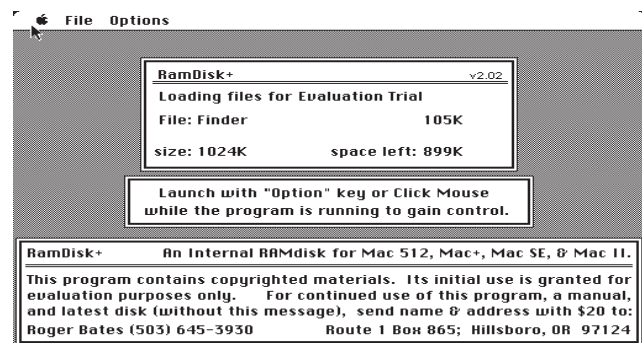 File Options
RamDisk+ v2.02
Loading files for Evaluation Trial
File: Finder 105K
size: 1024K space left: 899K
Launch with "Option" key or Click Mouse
while the program is running to gain control.
RamDisk+ An Internal RAMdisk for Mac 512, Mac+, Mac SE, & Mac II.
This program contains copyrighted materials. Its initial use is granted for
evaluation purposes only. For continued use of this program, a manual,
and latest disk (without this message), send name & address with $20 to:
Roger Bates (503) 645-3930 Route 1 Box 865; Hillsboro, OR 97124